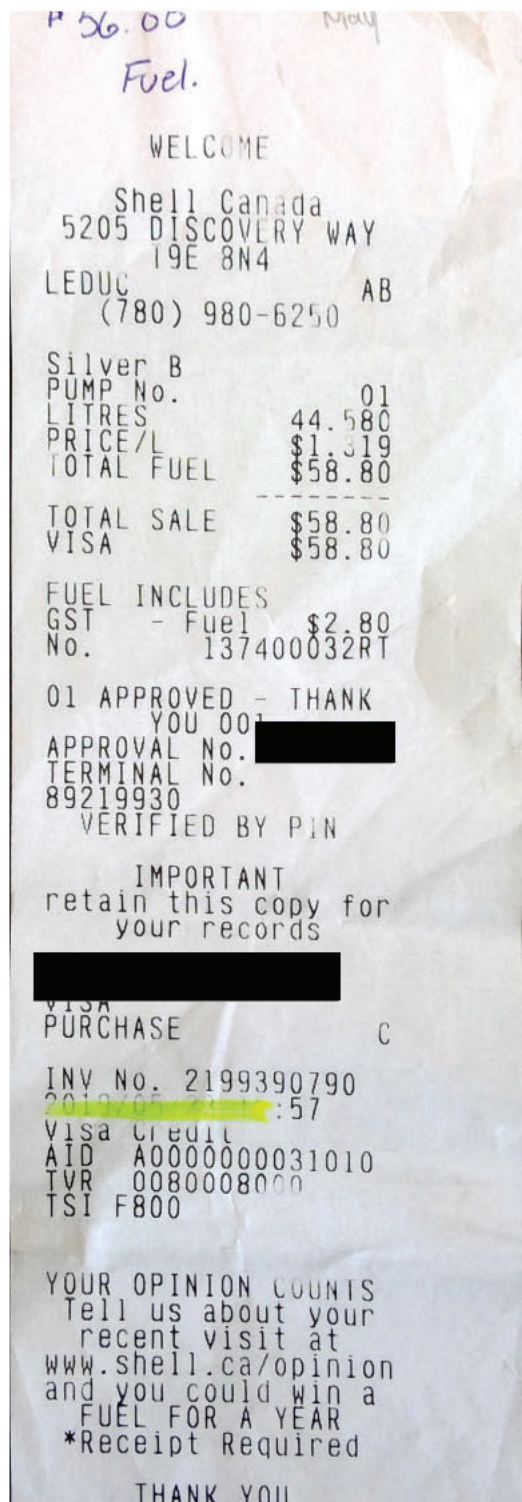 56.00 May
Fuel.
WELCOME
Shell Canada
5205 DISCOVERY WAY
T9E 8N4
LEDUC AB
(780) 980-6250
Silver B
PUMP No. 01
LITRES 44.580
PRICE/L $1.319
TOTAL FUEL $58.80
TOTAL SALE $58.80
VISA $58.80
FUEL INCLUDES
GST - Fuel $2.80
No. 137400032RT
01 APPROVED - THANK
YOU 001
APPROVAL No.
TERMINAL No.
89219930
VERIFIED BY PIN
IMPORTANT
retain this copy for
your records
VISA
PURCHASE C
INV No. 2199390790
2019/05 :57
Visa Credit
AID A0000000031010
TVR 0080008000
TSI F800
YOUR OPINION COUNTS
Tell us about your
recent visit at
www.shell.ca/opinion
and you could win a
FUEL FOR A YEAR
*Receipt Required
THANK YOU